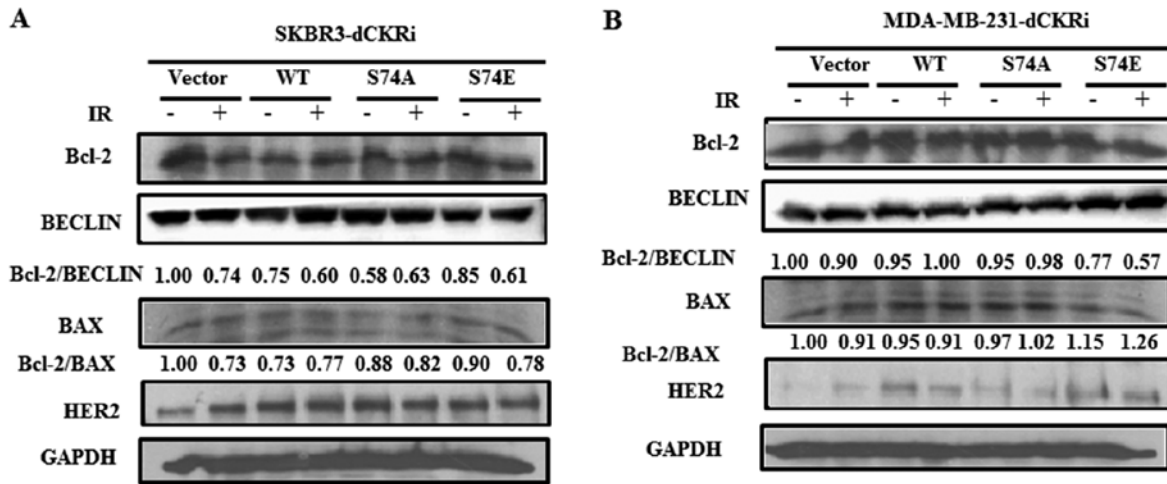 A
SKBR3-dCKRi
Vector WT S74A S74E
IR - + - + - + - +
Bcl-2
BECLIN
Bcl-2/BECLIN 1.00 0.74 0.75 0.60 0.58 0.63 0.85 0.61
BAX
Bcl-2/BAX 1.00 0.73 0.73 0.77 0.88 0.82 0.90 0.78
HER2
GAPDH
B
MDA-MB-231-dCKRi
Vector WT S74A S74E
IR - + - + - + - +
Bcl-2
BECLIN
Bcl-2/BECLIN 1.00 0.90 0.95 1.00 0.95 0.98 0.77 0.57
BAX
Bcl-2/BAX 1.00 0.91 0.95 0.91 0.97 1.02 1.15 1.26
HER2
GAPDH